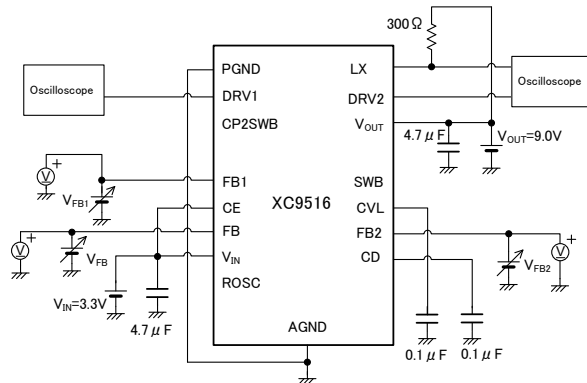 300Ω
Oscilloscope
PGND
DRV1
CP2SWB
FB1
CE
FB
VIN
ROSC
XC9516
AGND
LX
DRV2
VOUT
SWB
CVL
FB2
CD
Oscilloscope
4.7μF
VOUT=9.0V
V
+
VFB1
V
+
VFB
VIN=3.3V
4.7μF
VFB2
+
V
0.1μF
0.1μF